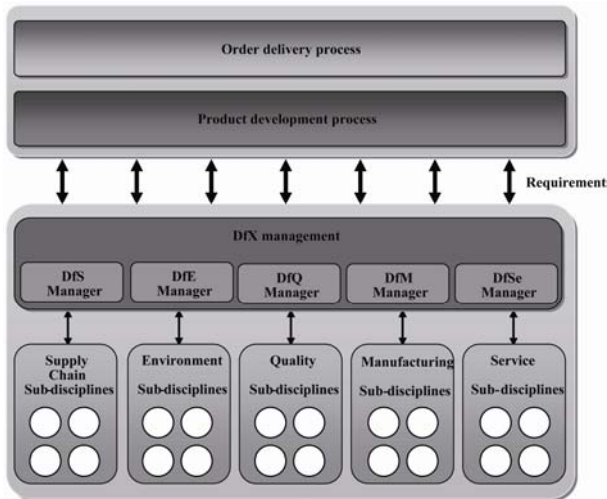 Order delivery process
Product development process
Requirement
DfX management
DfS
Manager
DfE
Manager
DfQ
Manager
DfM
Manager
DfSe
Manager
Supply
Chain
Sub-disciplines
Environment
Sub-disciplines
Quality
Sub-disciplines
Manufacturing
Sub-disciplines
Service
Sub-disciplines